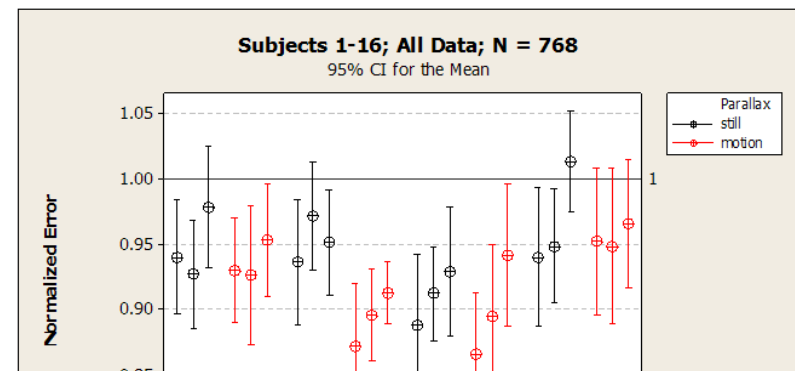 Subjects 1-16; All Data; N = 768
95% CI for the Mean
Parallax
still
motion
1.05
1.00
0.95
0.90
1
Normalized Error